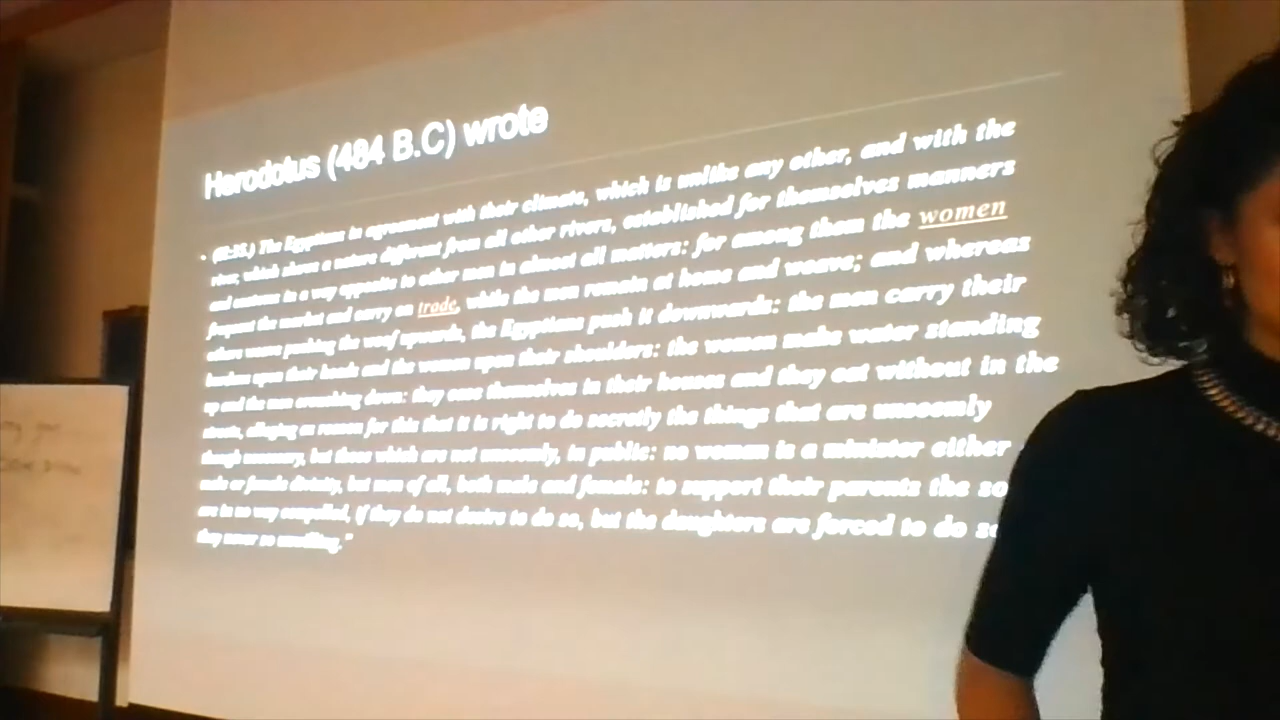 Herodotus (484 B.C) wrote
• (II:35.) The Egyptians in agreement with their climate, which is unlike any other, and with the
river, which shows a nature different from all other rivers, established for themselves manners
and customs in a way opposite to other men in almost all matters: for among them the women
frequent the market and carry on trade, while the men remain at home and weave; and whereas
others weave pushing the woof upwards, the Egyptians push it downwards: the men carry their
burdens upon their heads and the women upon their shoulders: the women make water standing
up and the men crouching down: they ease themselves in their houses and they eat without in the
streets, alleging as reason for this that it is right to do secretly the things that are unseemly
though necessary, but those which are not unseemly, in public: no woman is a minister either
male or female divinity, but men of all, both male and female: to support their parents the so
are in no way compelled, if they do not desire to do so, but the daughters are forced to do so
they never so unwilling."